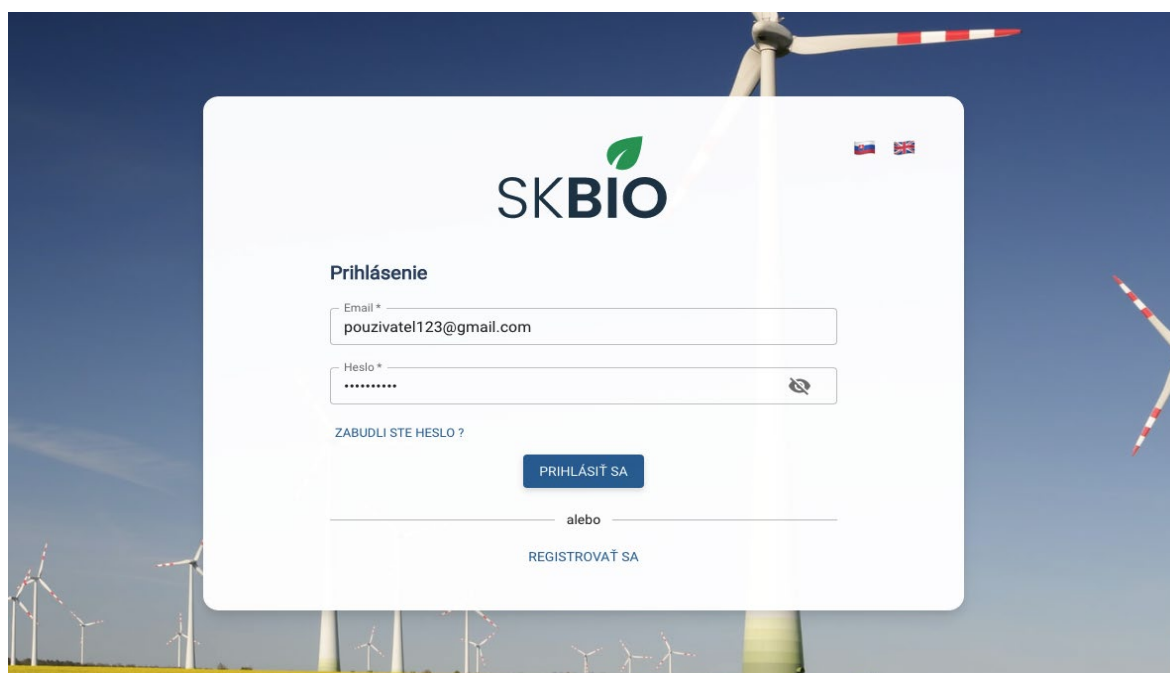 SKBIO
Prihlásenie
Email *
pouzivatel123@gmail.com
Heslo *
••••••••••
ZABUDLI STE HESLO ?
PRIHLÁSIŤ SA
alebo
REGISTROVAŤ SA